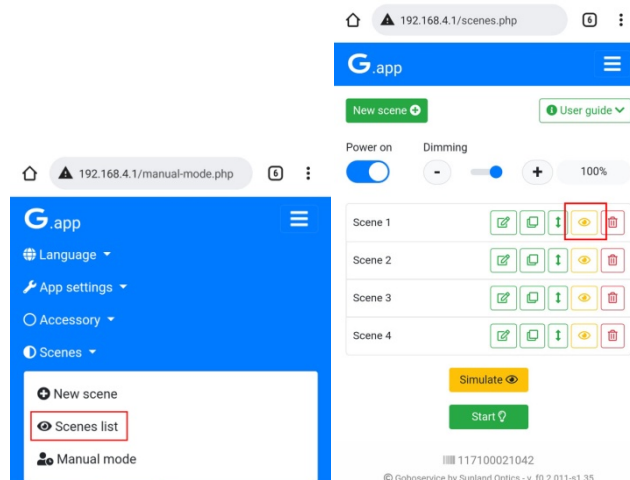 192.168.4.1/manual-mode.php 6
G.app
Language
App settings
Accessory
Scenes
New scene
Scenes list
Manual mode
192.168.4.1/scenes.php 6
G.app
New scene
User guide
Power on Dimming
- + 100%
Scene 1
Scene 2
Scene 3
Scene 4
Simulate
Start
117100021042
© Goboservice by Sunland Optics - v. f0.2.011-s1.35